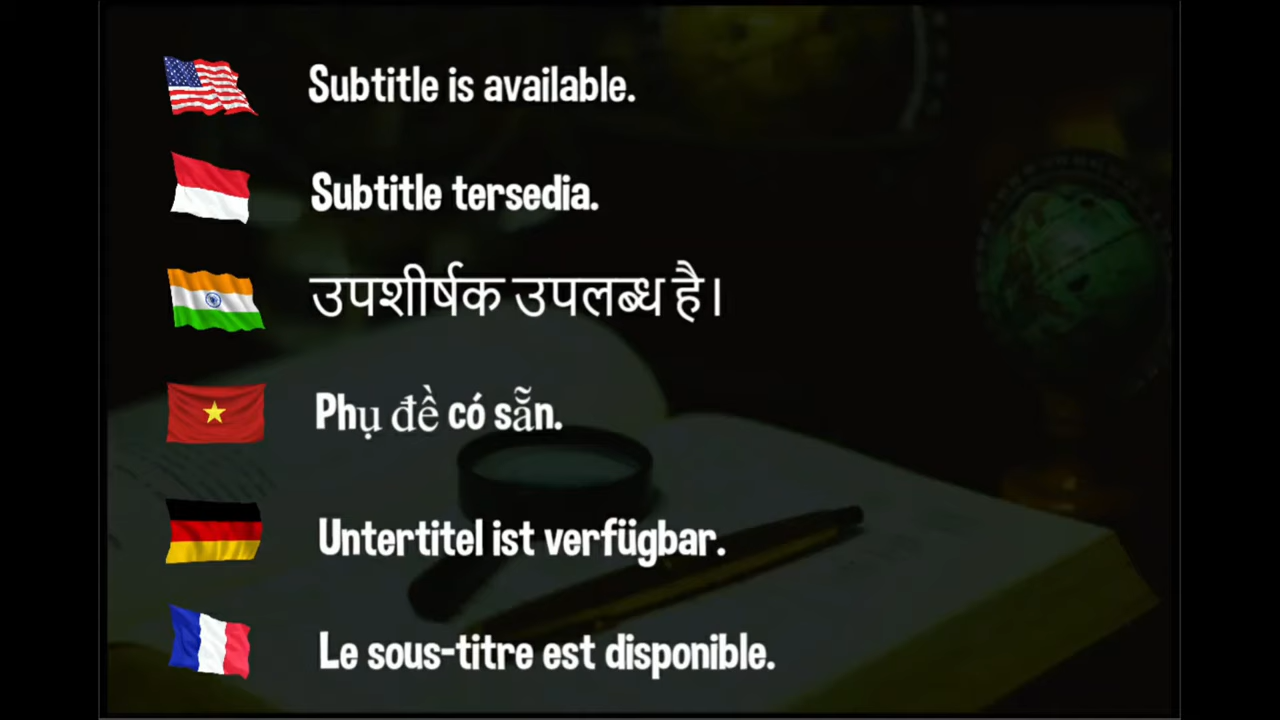 Subtitle is available.
Subtitle tersedia.
उपशीर्षक उपलब्ध है।
Phụ đề có sẵn.
Untertitel ist verfügbar.
Le sous-titre est disponible.